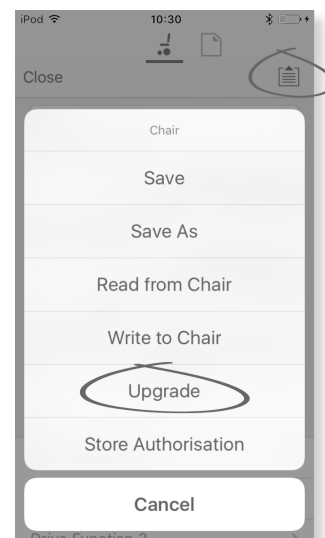 iPod 10:30
Close
Chair
Save
Save As
Read from Chair
Write to Chair
Upgrade
Store Authorisation
Cancel
Drive Function 2